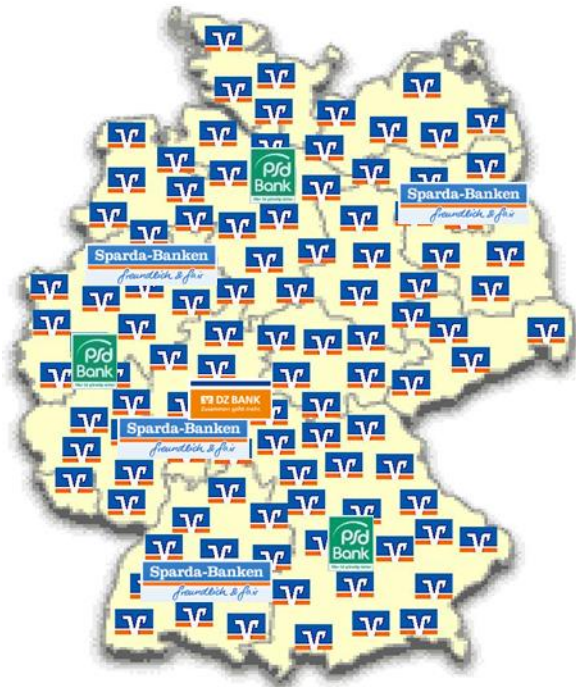 PSD
Bank
Sparda-Banken
freundlich & fair
Sparda-Banken
freundlich & fair
PSD
Bank
DZ BANK
Zusammen geht mehr.
Sparda-Banken
freundlich & fair
PSD
Bank
Sparda-Banken
freundlich & fair